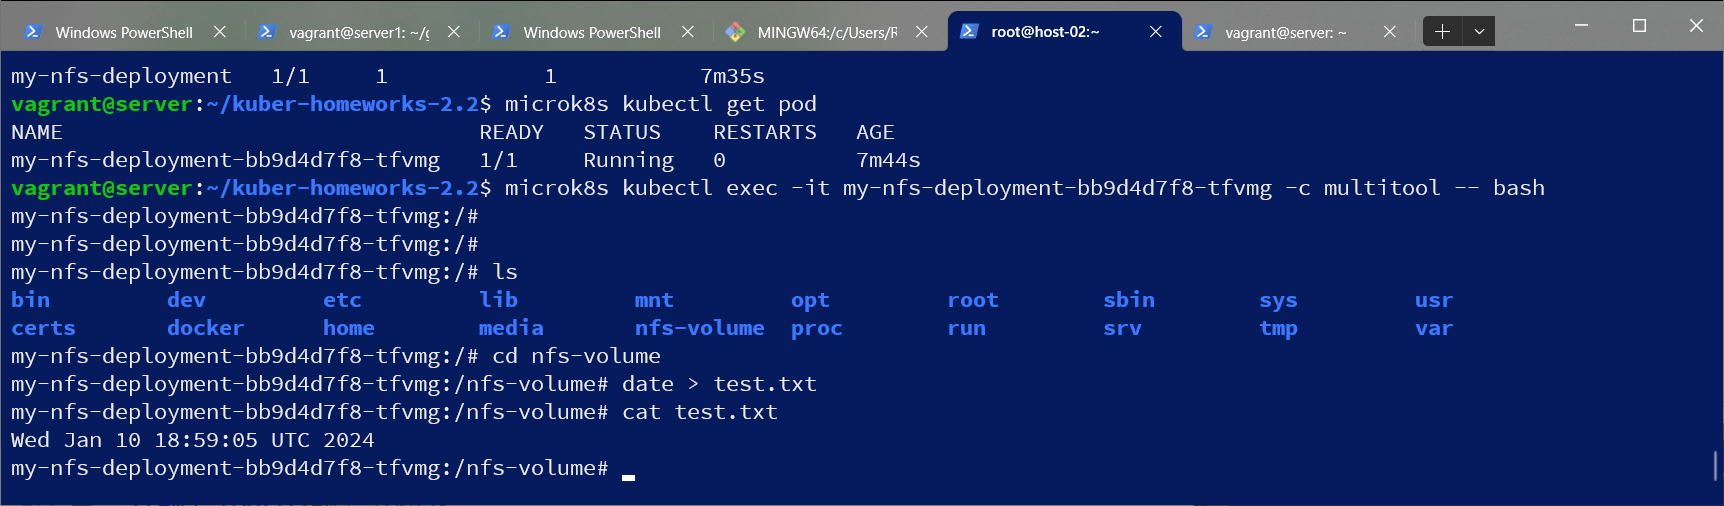 Windows PowerShell vagrant@server1: ~/g Windows PowerShell MINGW64:/c/Users/R root@host-02:~ vagrant@server: ~
my-nfs-deployment   1/1     1            1           7m35s
vagrant@server:~/kuber-homeworks-2.2$ microk8s kubectl get pod
NAME                                READY   STATUS    RESTARTS   AGE
my-nfs-deployment-bb9d4d7f8-tfvmg   1/1     Running   0          7m44s
vagrant@server:~/kuber-homeworks-2.2$ microk8s kubectl exec -it my-nfs-deployment-bb9d4d7f8-tfvmg -c multitool -- bash
my-nfs-deployment-bb9d4d7f8-tfvmg:/#
my-nfs-deployment-bb9d4d7f8-tfvmg:/#
my-nfs-deployment-bb9d4d7f8-tfvmg:/# ls
bin         dev         etc         lib         mnt         opt         root        sbin        sys         usr
certs       docker      home        media       nfs-volume  proc        run         srv         tmp         var
my-nfs-deployment-bb9d4d7f8-tfvmg:/# cd nfs-volume
my-nfs-deployment-bb9d4d7f8-tfvmg:/nfs-volume# date > test.txt
my-nfs-deployment-bb9d4d7f8-tfvmg:/nfs-volume# cat test.txt
Wed Jan 10 18:59:05 UTC 2024
my-nfs-deployment-bb9d4d7f8-tfvmg:/nfs-volume#